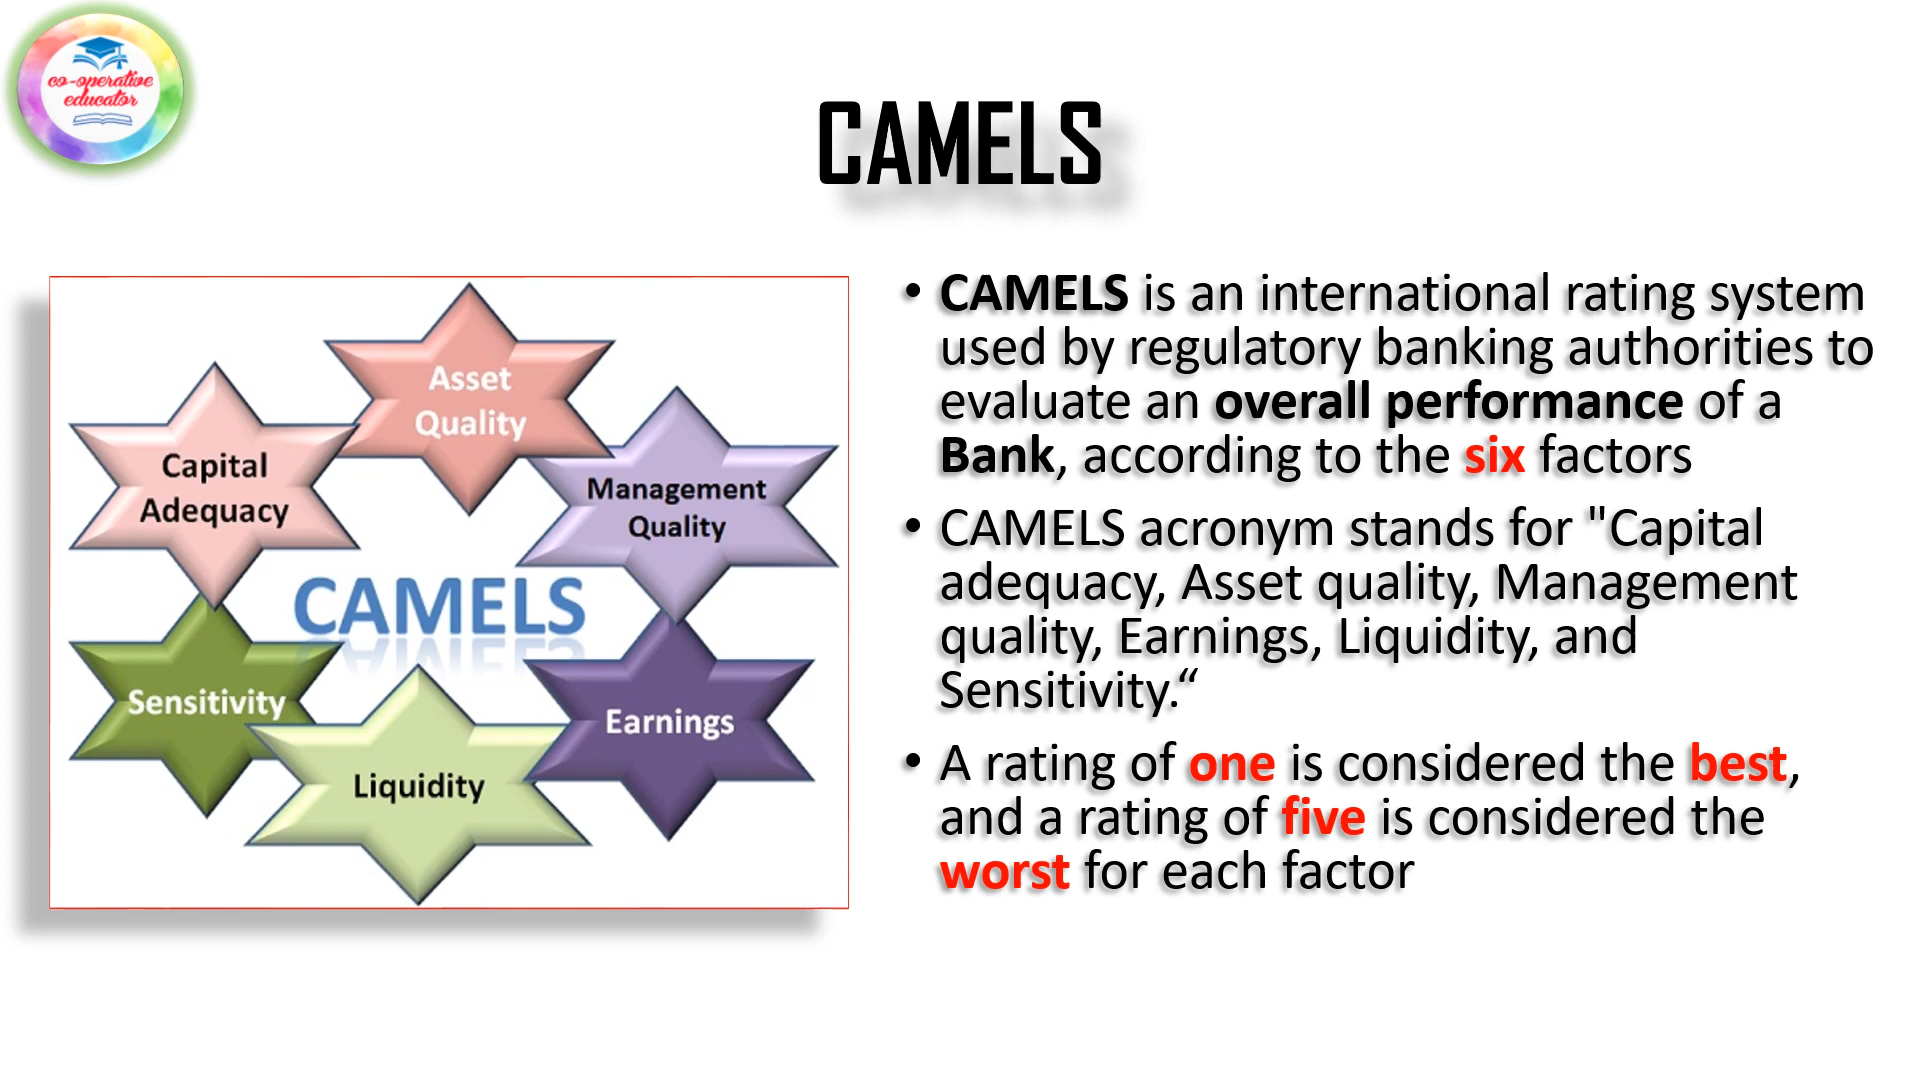 co-operative
educator
CAMELS
Asset
Quality
Capital
Adequacy
Management
Quality
CAMELS
Sensitivity
Earnings
Liquidity
• CAMELS is an international rating system
used by regulatory banking authorities to
evaluate an overall performance of a
Bank, according to the six factors
• CAMELS acronym stands for "Capital
adequacy, Asset quality, Management
quality, Earnings, Liquidity, and
Sensitivity.“
• A rating of one is considered the best,
and a rating of five is considered the
worst for each factor